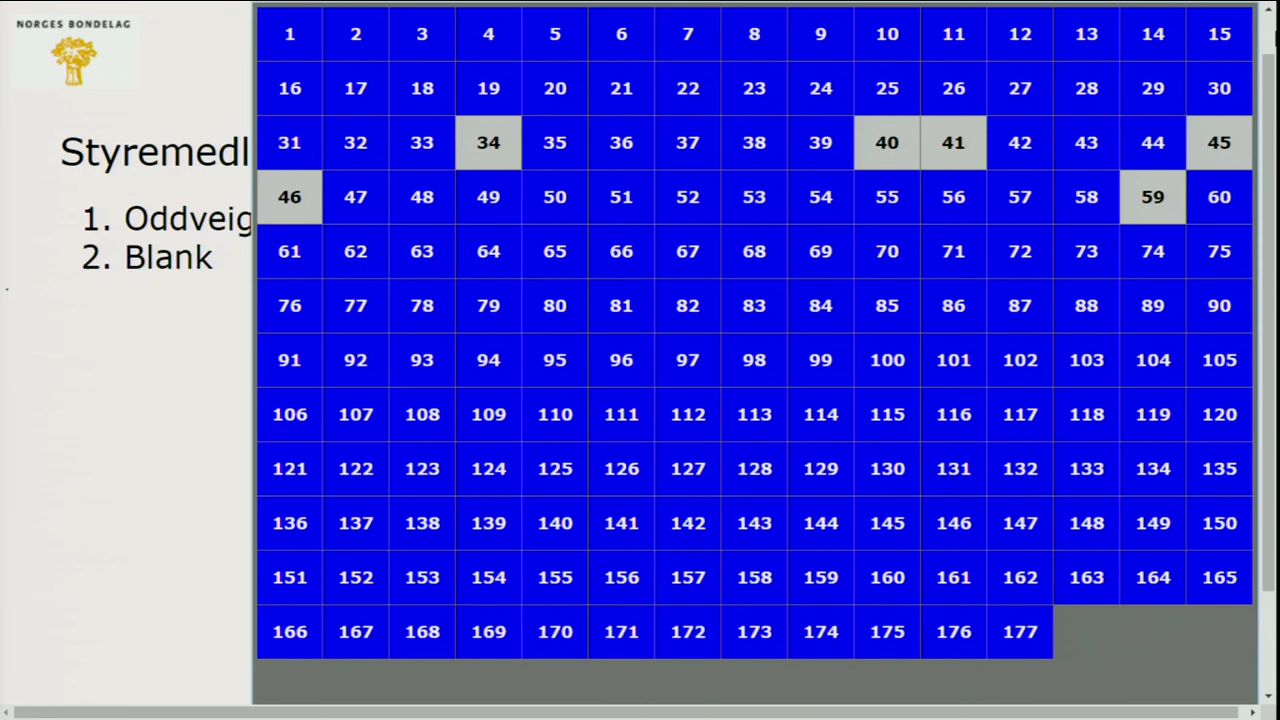 NORGES BONDELAG
Styremedl
1. Oddveig
2. Blank
1 2 3 4 5 6 7 8 9 10 11 12 13 14 15
16 17 18 19 20 21 22 23 24 25 26 27 28 29 30
31 32 33 34 35 36 37 38 39 40 41 42 43 44 45
46 47 48 49 50 51 52 53 54 55 56 57 58 59 60
61 62 63 64 65 66 67 68 69 70 71 72 73 74 75
76 77 78 79 80 81 82 83 84 85 86 87 88 89 90
91 92 93 94 95 96 97 98 99 100 101 102 103 104 105
106 107 108 109 110 111 112 113 114 115 116 117 118 119 120
121 122 123 124 125 126 127 128 129 130 131 132 133 134 135
136 137 138 139 140 141 142 143 144 145 146 147 148 149 150
151 152 153 154 155 156 157 158 159 160 161 162 163 164 165
166 167 168 169 170 171 172 173 174 175 176 177